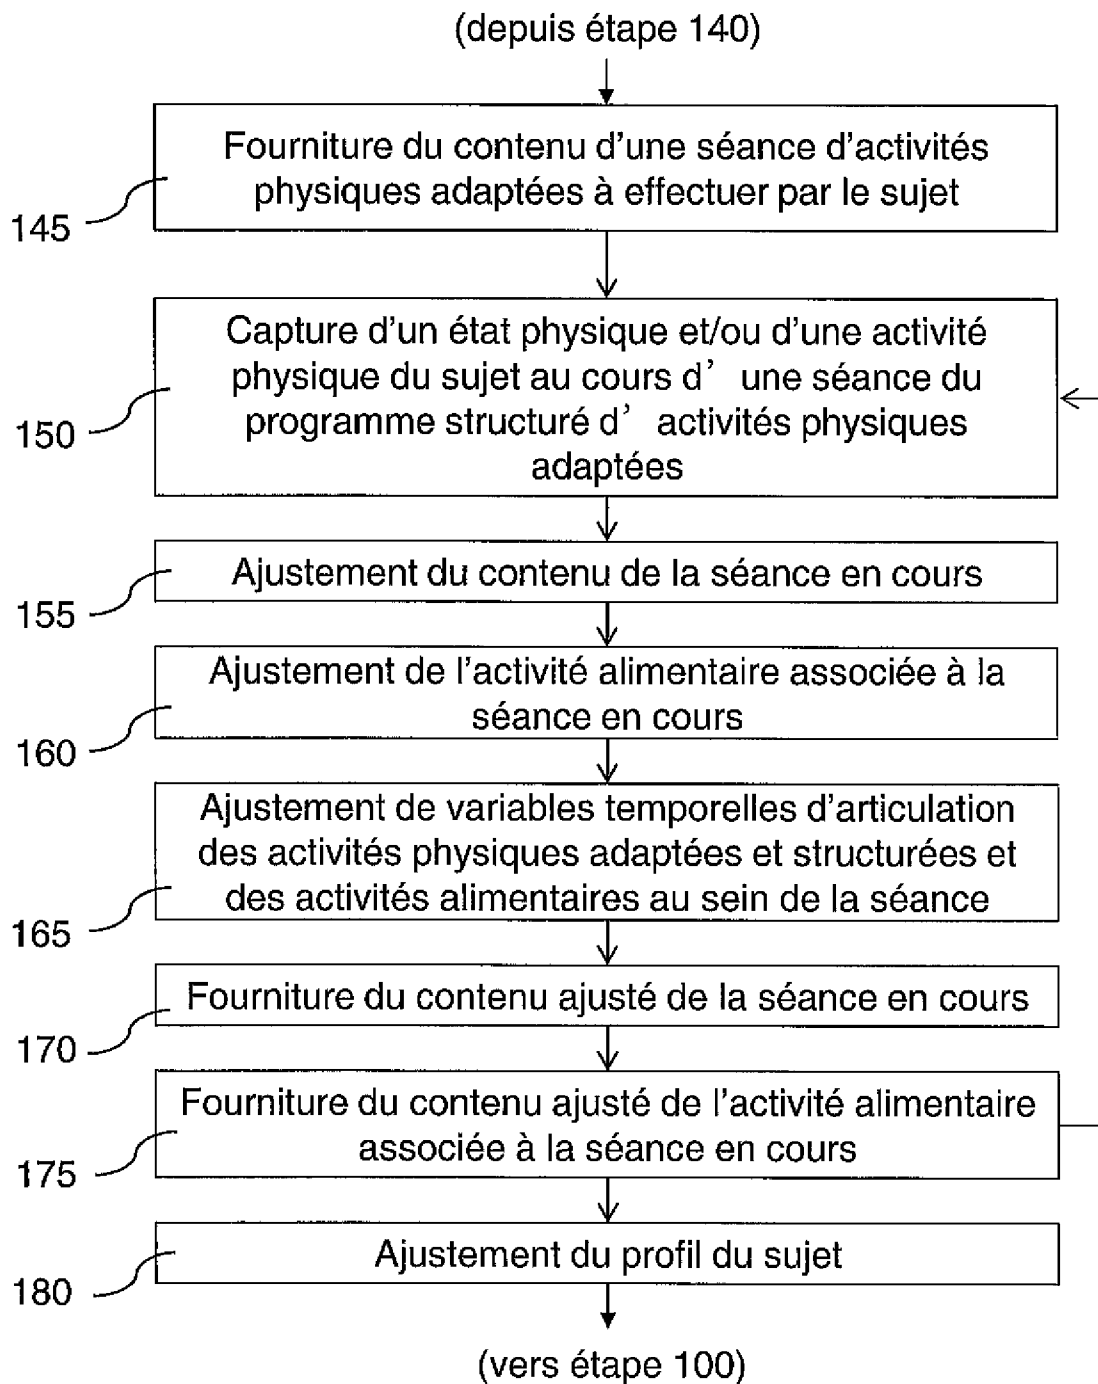 (depuis étape 140)
Fourniture du contenu d'une séance d'activités
physiques adaptées à effectuer par le sujet
145
Capture d'un état physique et/ou d'une activité
physique du sujet au cours d' une séance du
programme structuré d' activités physiques
adaptées
150
Ajustement du contenu de la séance en cours
155
Ajustement de l'activité alimentaire associée à la
séance en cours
160
Ajustement de variables temporelles d'articulation
des activités physiques adaptées et structurées et
des activités alimentaires au sein de la séance
165
Fourniture du contenu ajusté de la séance en cours
170
Fourniture du contenu ajusté de l'activité alimentaire
associée à la séance en cours
175
Ajustement du profil du sujet
180
(vers étape 100)